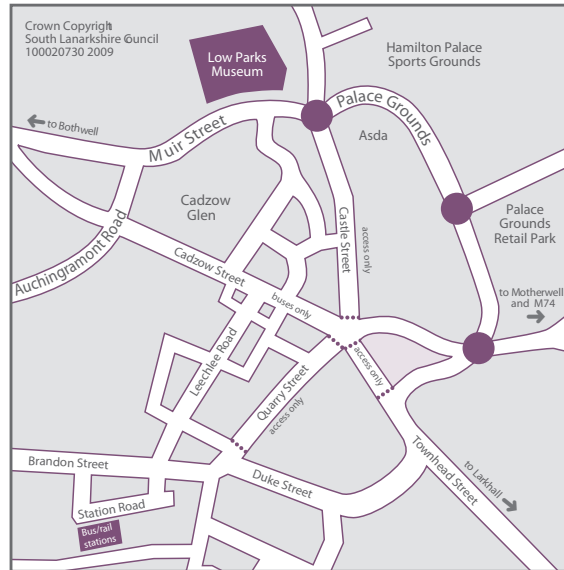 Crown Copyright
South Lanarkshire Council
100020730 2009
Low Parks
Museum
Hamilton Palace
Sports Grounds
Palace Grounds
to Bothwell
Muir Street
Asda
Cadzow
Glen
Castle Street
access only
Palace
Grounds
Retail Park
Auchingramont Road
Cadzow Street
to Motherwell
and M74
buses only
Leechlee Road
access only
Quarry Street
access only
Townhead Street
Brandon Street
Duke Street
to Larkhall
Station Road
Bus/rail
stations